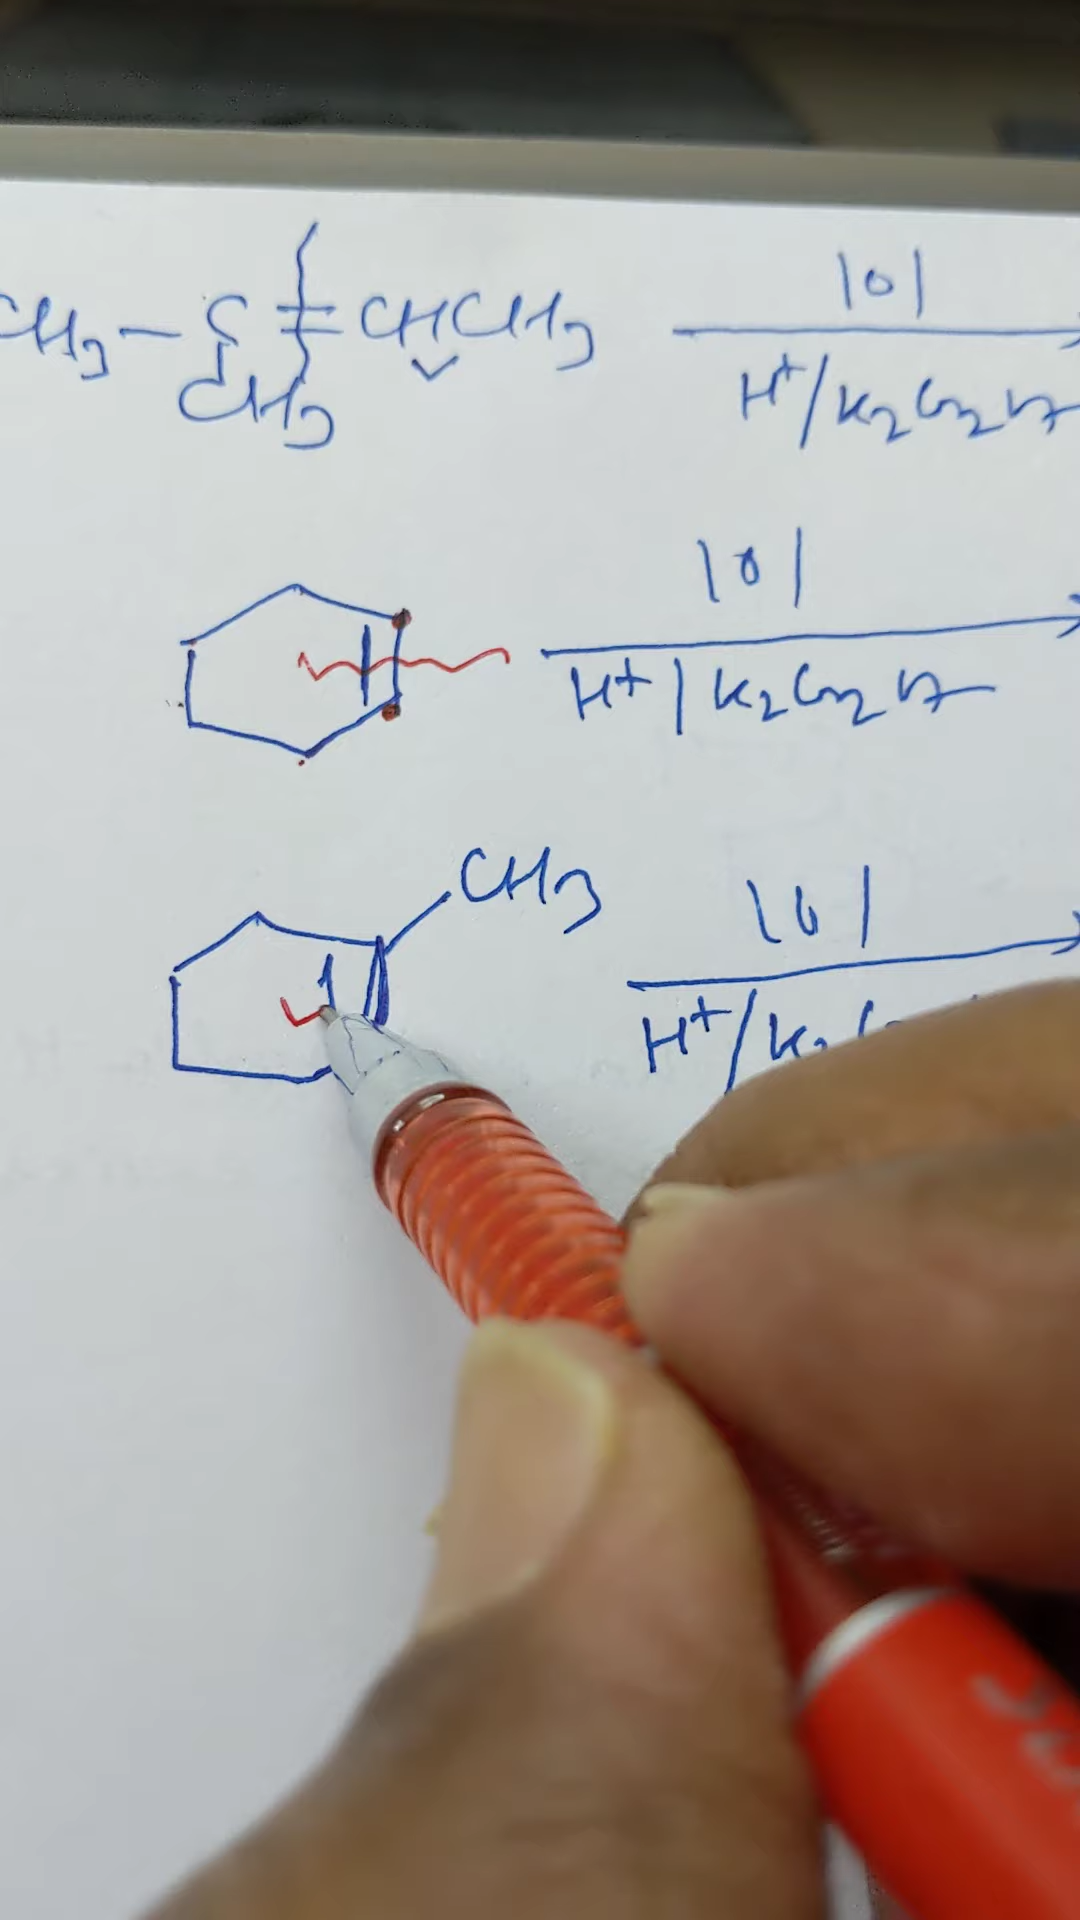 CH3 – C = CHCH3 |O|
CH3 H+/K2Cr2O7
|O|
H+ | K2Cr2O7
CH3 |O|
H+/K2